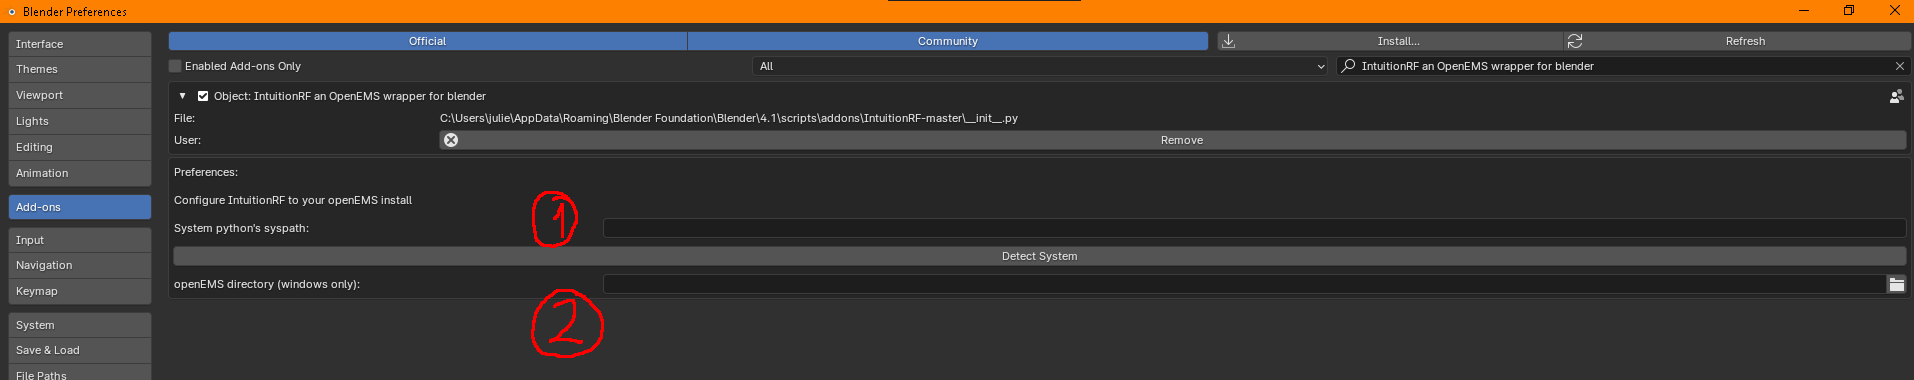 Blender Preferences
Interface
Themes
Viewport
Lights
Editing
Animation
Add-ons
Input
Navigation
Keymap
System
Save & Load
File Paths
Official Community Install... Refresh
Enabled Add-ons Only All IntuitionRF an OpenEMS wrapper for blender
Object: IntuitionRF an OpenEMS wrapper for blender
File: C:\Users\julie\AppData\Roaming\Blender Foundation\Blender\4.1\scripts\addons\IntuitionRF-master\__init__.py
User: Remove
Preferences:
Configure IntuitionRF to your openEMS install
1
System python's syspath:
Detect System
openEMS directory (windows only):
2